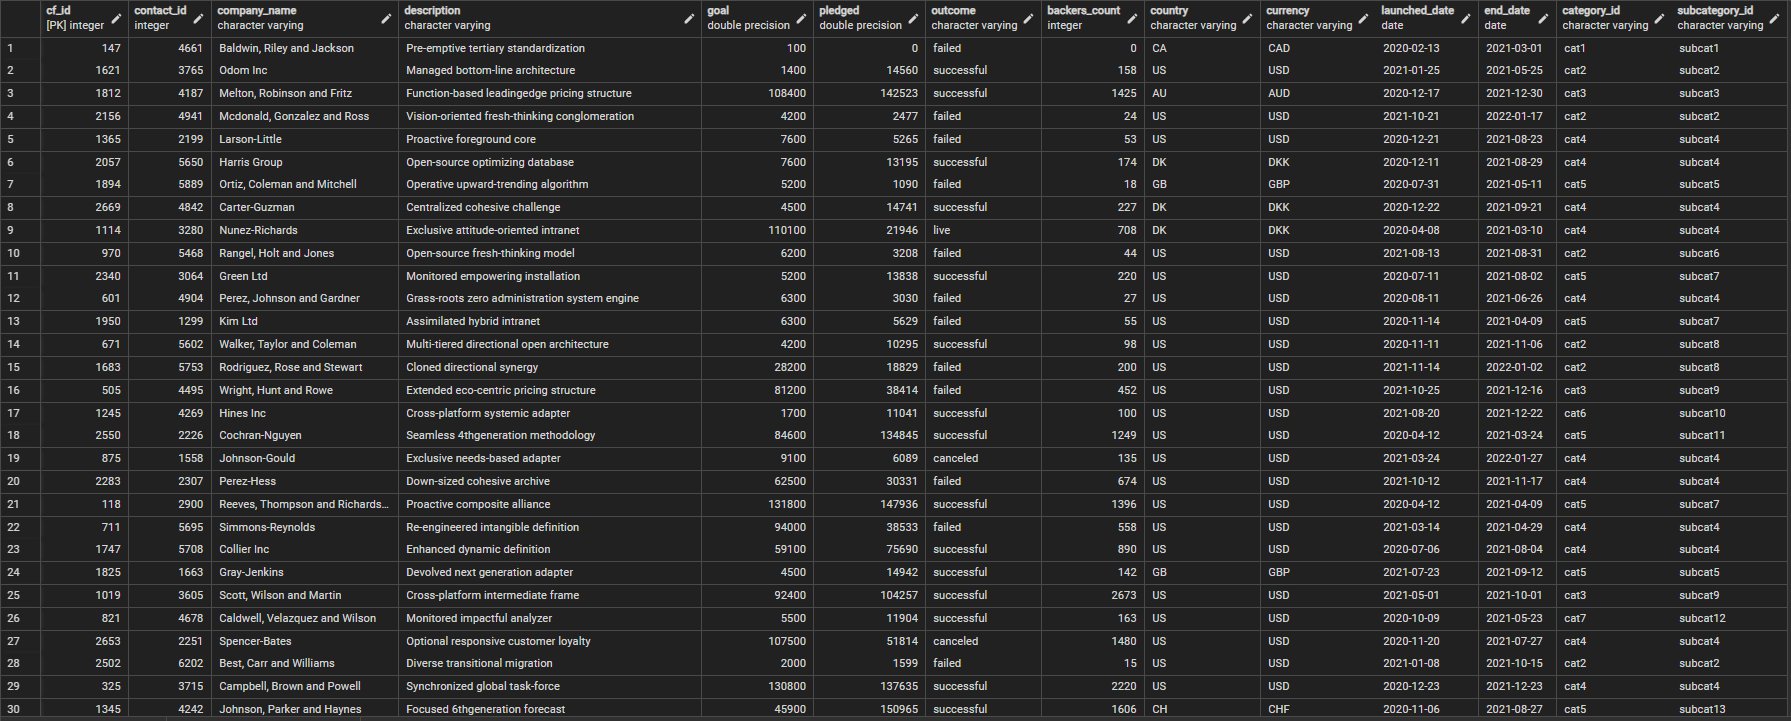 cf_id contact_id company_name description goal pledged outcome backers_count country currency launched_date end_date category_id subcategory_id
[PK] integer integer character varying character varying double precision double precision character varying integer character varying character varying date date character varying character varying
1 147 4661 Baldwin, Riley and Jackson Pre-emptive tertiary standardization 100 0 failed 0 CA CAD 2020-02-13 2021-03-01 cat1 subcat1
2 1621 3765 Odom Inc Managed bottom-line architecture 1400 14560 successful 158 US USD 2021-01-25 2021-05-25 cat2 subcat2
3 1812 4187 Melton, Robinson and Fritz Function-based leadingedge pricing structure 108400 142523 successful 1425 AU AUD 2020-12-17 2021-12-30 cat3 subcat3
4 2156 4941 Mcdonald, Gonzalez and Ross Vision-oriented fresh-thinking conglomeration 4200 2477 failed 24 US USD 2021-10-21 2022-01-17 cat2 subcat2
5 1365 2199 Larson-Little Proactive foreground core 7600 5265 failed 53 US USD 2020-12-21 2021-08-23 cat4 subcat4
6 2057 5650 Harris Group Open-source optimizing database 7600 13195 successful 174 DK DKK 2020-12-11 2021-08-29 cat4 subcat4
7 1894 5889 Ortiz, Coleman and Mitchell Operative upward-trending algorithm 5200 1090 failed 18 GB GBP 2020-07-31 2021-05-11 cat5 subcat5
8 2669 4842 Carter-Guzman Centralized cohesive challenge 4500 14741 successful 227 DK DKK 2020-12-22 2021-09-21 cat4 subcat4
9 1114 3280 Nunez-Richards Exclusive attitude-oriented intranet 110100 21946 live 708 DK DKK 2020-04-08 2021-03-10 cat4 subcat4
10 970 5468 Rangel, Holt and Jones Open-source fresh-thinking model 6200 3208 failed 44 US USD 2021-08-13 2021-08-31 cat2 subcat6
11 2340 3064 Green Ltd Monitored empowering installation 5200 13838 successful 220 US USD 2020-07-11 2021-08-02 cat5 subcat7
12 601 4904 Perez, Johnson and Gardner Grass-roots zero administration system engine 6300 3030 failed 27 US USD 2020-08-11 2021-06-26 cat4 subcat4
13 1950 1299 Kim Ltd Assimilated hybrid intranet 6300 5629 failed 55 US USD 2020-11-14 2021-04-09 cat5 subcat7
14 671 5602 Walker, Taylor and Coleman Multi-tiered directional open architecture 4200 10295 successful 98 US USD 2020-11-11 2021-11-06 cat2 subcat8
15 1683 5753 Rodriguez, Rose and Stewart Cloned directional synergy 28200 18829 failed 200 US USD 2021-11-14 2022-01-02 cat2 subcat8
16 505 4495 Wright, Hunt and Rowe Extended eco-centric pricing structure 81200 38414 failed 452 US USD 2021-10-25 2021-12-16 cat3 subcat9
17 1245 4269 Hines Inc Cross-platform systemic adapter 1700 11041 successful 100 US USD 2021-08-20 2021-12-22 cat6 subcat10
18 2550 2226 Cochran-Nguyen Seamless 4thgeneration methodology 84600 134845 successful 1249 US USD 2020-04-12 2021-03-24 cat5 subcat11
19 875 1558 Johnson-Gould Exclusive needs-based adapter 9100 6089 canceled 135 US USD 2021-03-24 2022-01-27 cat4 subcat4
20 2283 2307 Perez-Hess Down-sized cohesive archive 62500 30331 failed 674 US USD 2021-10-12 2021-11-17 cat4 subcat4
21 118 2900 Reeves, Thompson and Richards... Proactive composite alliance 131800 147936 successful 1396 US USD 2020-04-12 2021-04-09 cat5 subcat7
22 711 5695 Simmons-Reynolds Re-engineered intangible definition 94000 38533 failed 558 US USD 2021-03-14 2021-04-29 cat4 subcat4
23 1747 5708 Collier Inc Enhanced dynamic definition 59100 75690 successful 890 US USD 2020-07-06 2021-08-04 cat4 subcat4
24 1825 1663 Gray-Jenkins Devolved next generation adapter 4500 14942 successful 142 GB GBP 2021-07-23 2021-09-12 cat5 subcat5
25 1019 3605 Scott, Wilson and Martin Cross-platform intermediate frame 92400 104257 successful 2673 US USD 2021-05-01 2021-10-01 cat3 subcat9
26 821 4678 Caldwell, Velazquez and Wilson Monitored impactful analyzer 5500 11904 successful 163 US USD 2020-10-09 2021-05-23 cat7 subcat12
27 2653 2251 Spencer-Bates Optional responsive customer loyalty 107500 51814 canceled 1480 US USD 2020-11-20 2021-07-27 cat4 subcat4
28 2502 6202 Best, Carr and Williams Diverse transitional migration 2000 1599 failed 15 US USD 2021-01-08 2021-10-15 cat2 subcat2
29 325 3715 Campbell, Brown and Powell Synchronized global task-force 130800 137635 successful 2220 US USD 2020-12-23 2021-12-23 cat4 subcat4
30 1345 4242 Johnson, Parker and Haynes Focused 6thgeneration forecast 45900 150965 successful 1606 CH CHF 2020-11-06 2021-08-27 cat5 subcat13